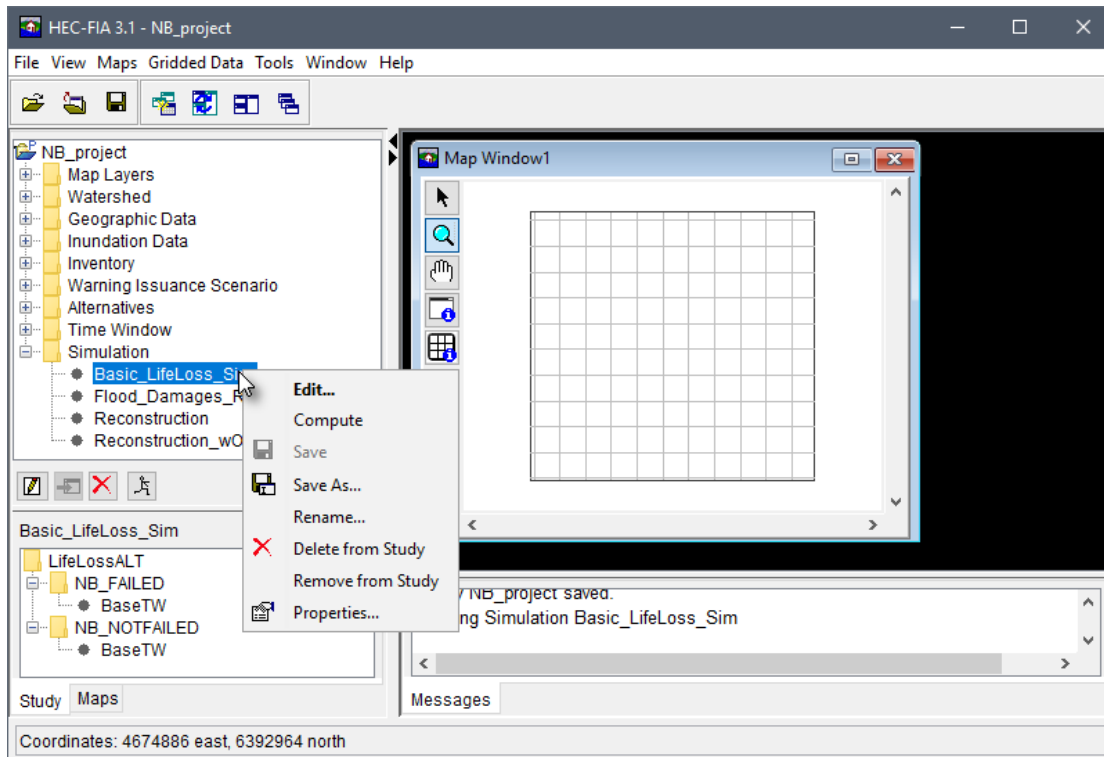 HEC-FIA 3.1 - NB_project
File View Maps Gridded Data Tools Window Help
NB_project
Map Layers
Watershed
Geographic Data
Inundation Data
Inventory
Warning Issuance Scenario
Alternatives
Time Window
Simulation
Basic_LifeLoss_Si
Flood_Damages_
Reconstruction
Reconstruction_wO
Basic_LifeLoss_Sim
LifeLossALT
NB_FAILED
BaseTW
NB_NOTFAILED
BaseTW
Study Maps
Map Window1
Edit...
Compute
Save
Save As...
Rename...
Delete from Study
Remove from Study
Properties...
NB_project saved.
ng Simulation Basic_LifeLoss_Sim
Messages
Coordinates: 4674886 east, 6392964 north